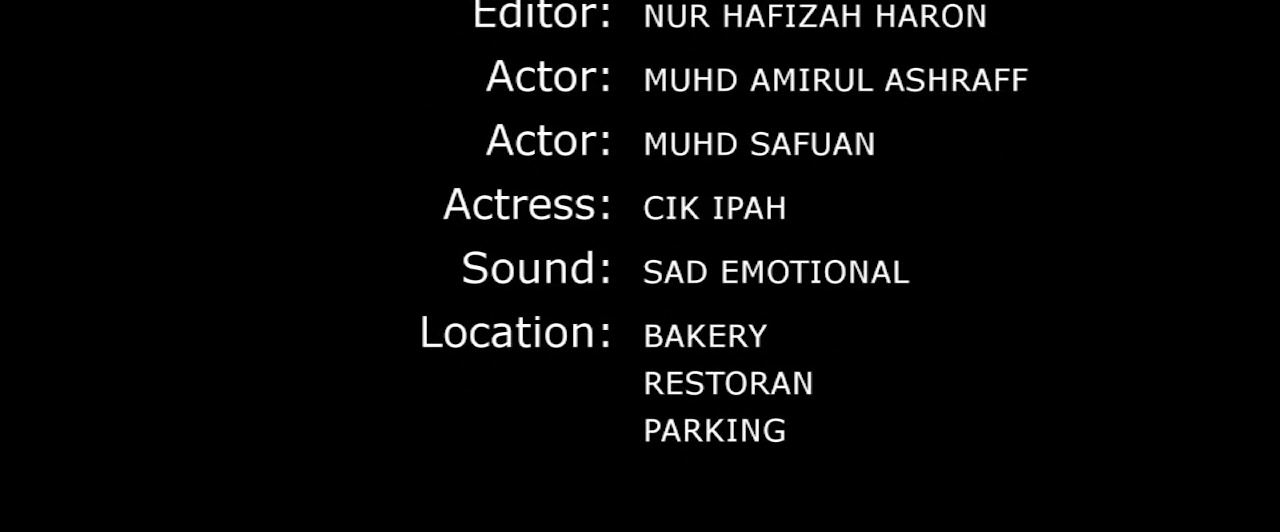 Editor: NUR HAFIZAH HARON
Actor: MUHD AMIRUL ASHRAFF
Actor: MUHD SAFUAN
Actress: CIK IPAH
Sound: SAD EMOTIONAL
Location: BAKERY
RESTORAN
PARKING